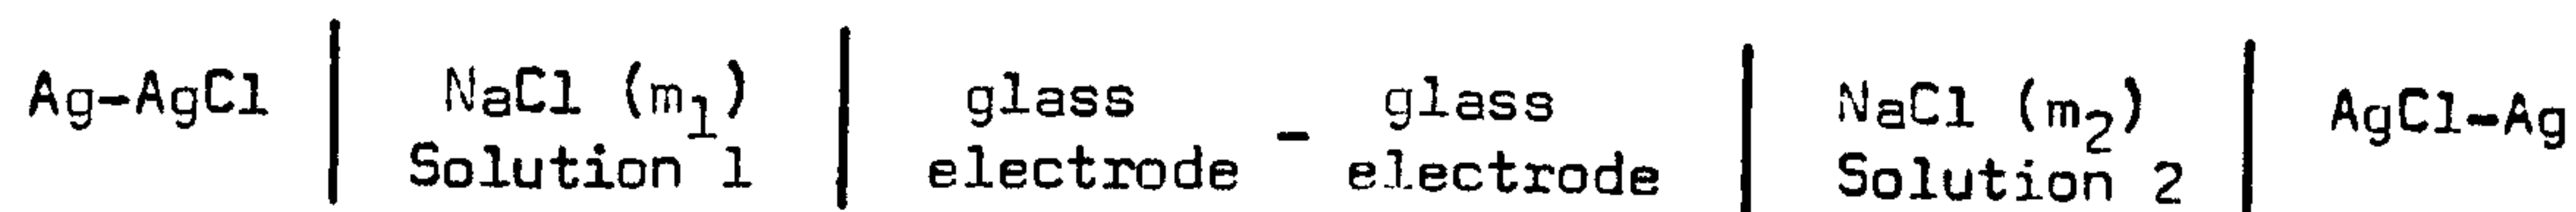 Ag-AgCl | NaCl (m1) | glass - glass | NaCl (m2) | AgCl-Ag
Solution 1 electrode electrode Solution 2